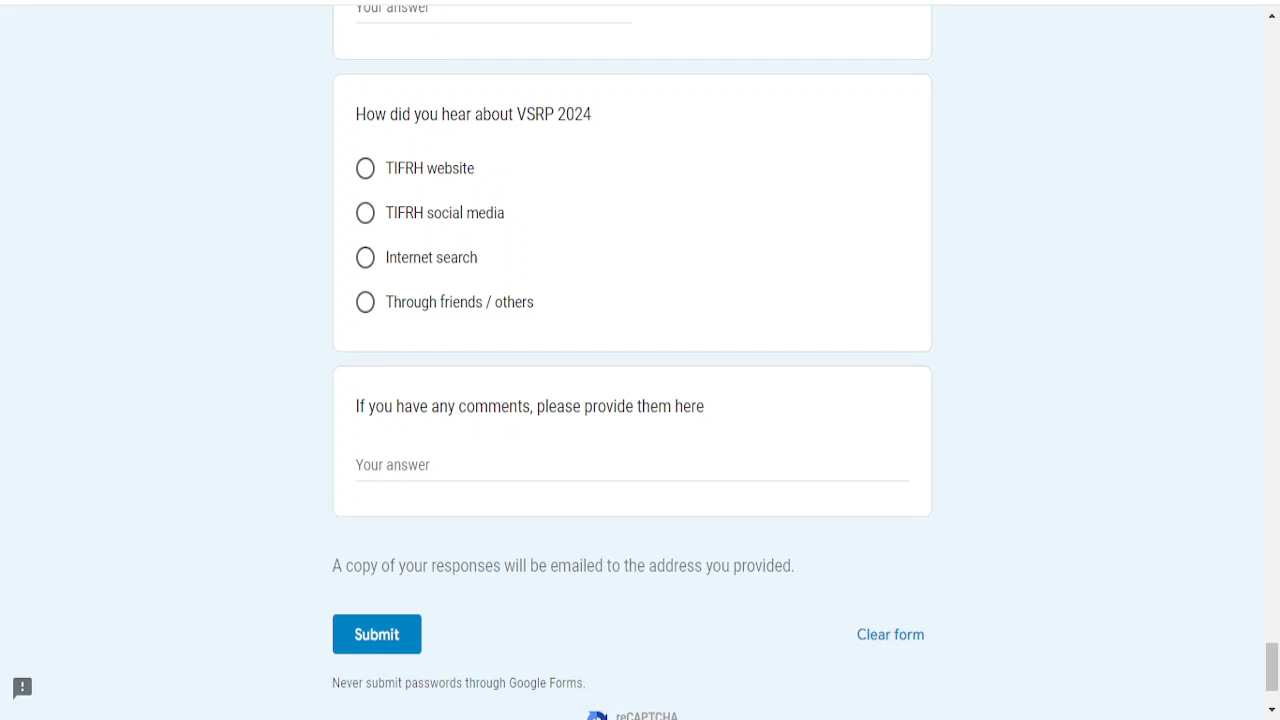 Your answer
How did you hear about VSRP 2024
TIFRH website
TIFRH social media
Internet search
Through friends / others
If you have any comments, please provide them here
Your answer
A copy of your responses will be emailed to the address you provided.
Submit
Clear form
Never submit passwords through Google Forms.
reCAPTCHA